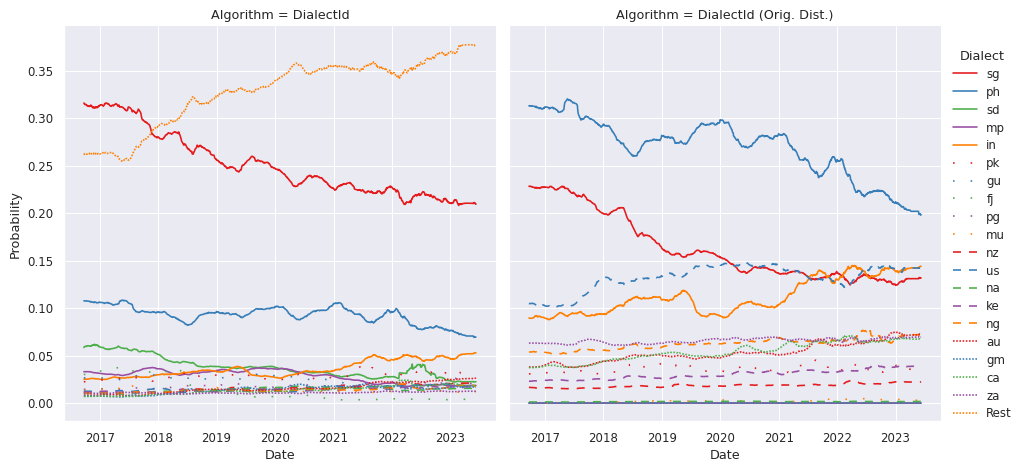 Algorithm = DialectId
Algorithm = DialectId (Orig. Dist.)
Probability
0.35
0.30
0.25
0.20
0.15
0.10
0.05
0.00
2017 2018 2019 2020 2021 2022 2023
Date
2017 2018 2019 2020 2021 2022 2023
Date
Dialect
sg
ph
sd
mp
in
pk
gu
fj
pg
mu
nz
us
na
ke
ng
au
gm
ca
za
Rest